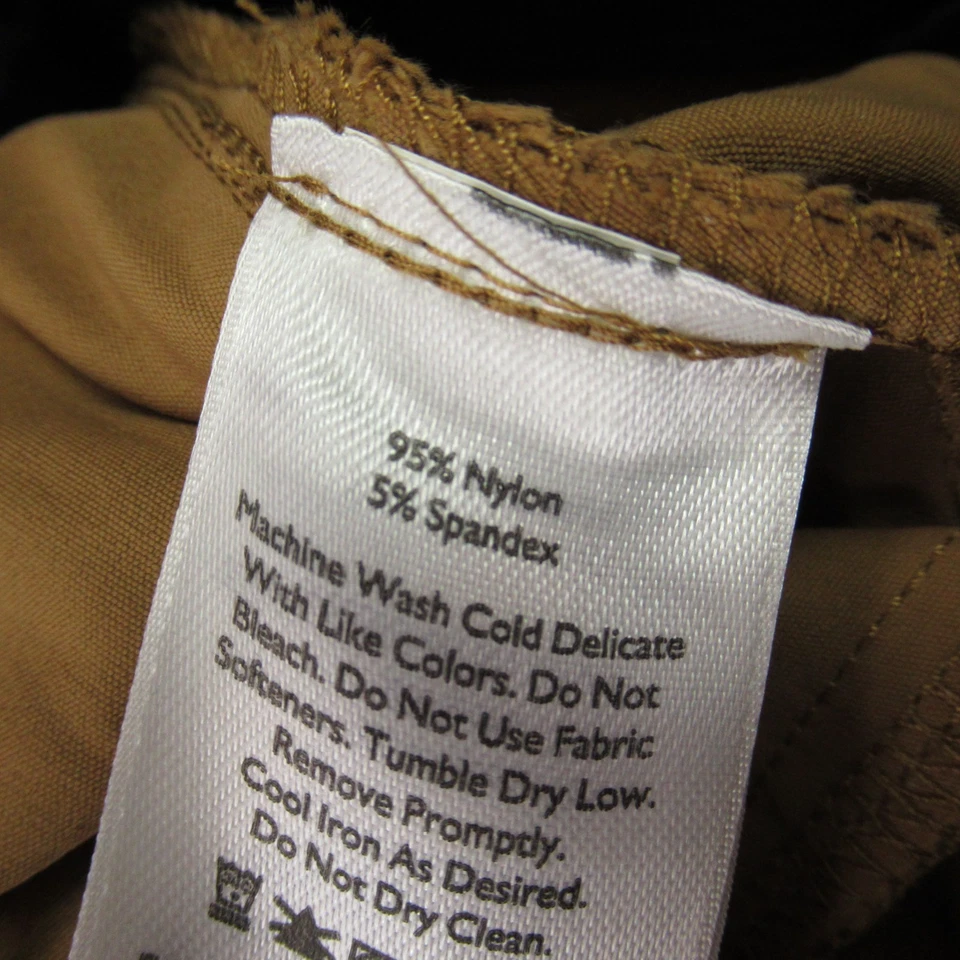 95% Nylon
5% Spandex
Machine Wash Cold Delicate
With Like Colors. Do Not
Bleach. Do Not Use Fabric
Softeners. Tumble Dry Low.
Remove Promptly.
Cool Iron As Desired.
Do Not Dry Clean.